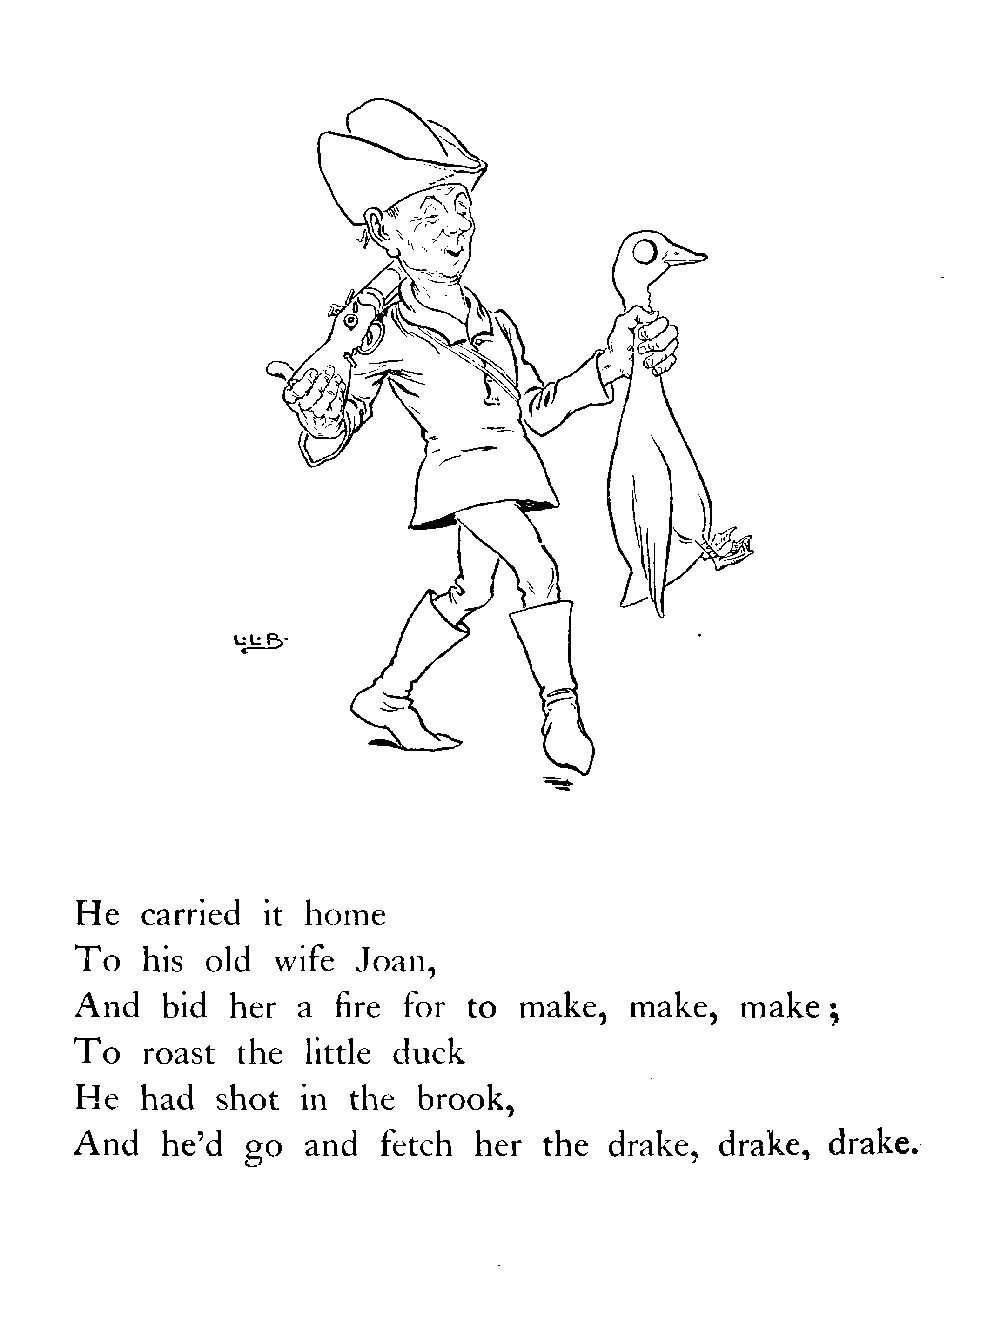 L.L.B.
He carried it home
To his old wife Joan,
And bid her a fire for to make, make, make;
To roast the little duck
He had shot in the brook,
And he'd go and fetch her the drake, drake, drake.